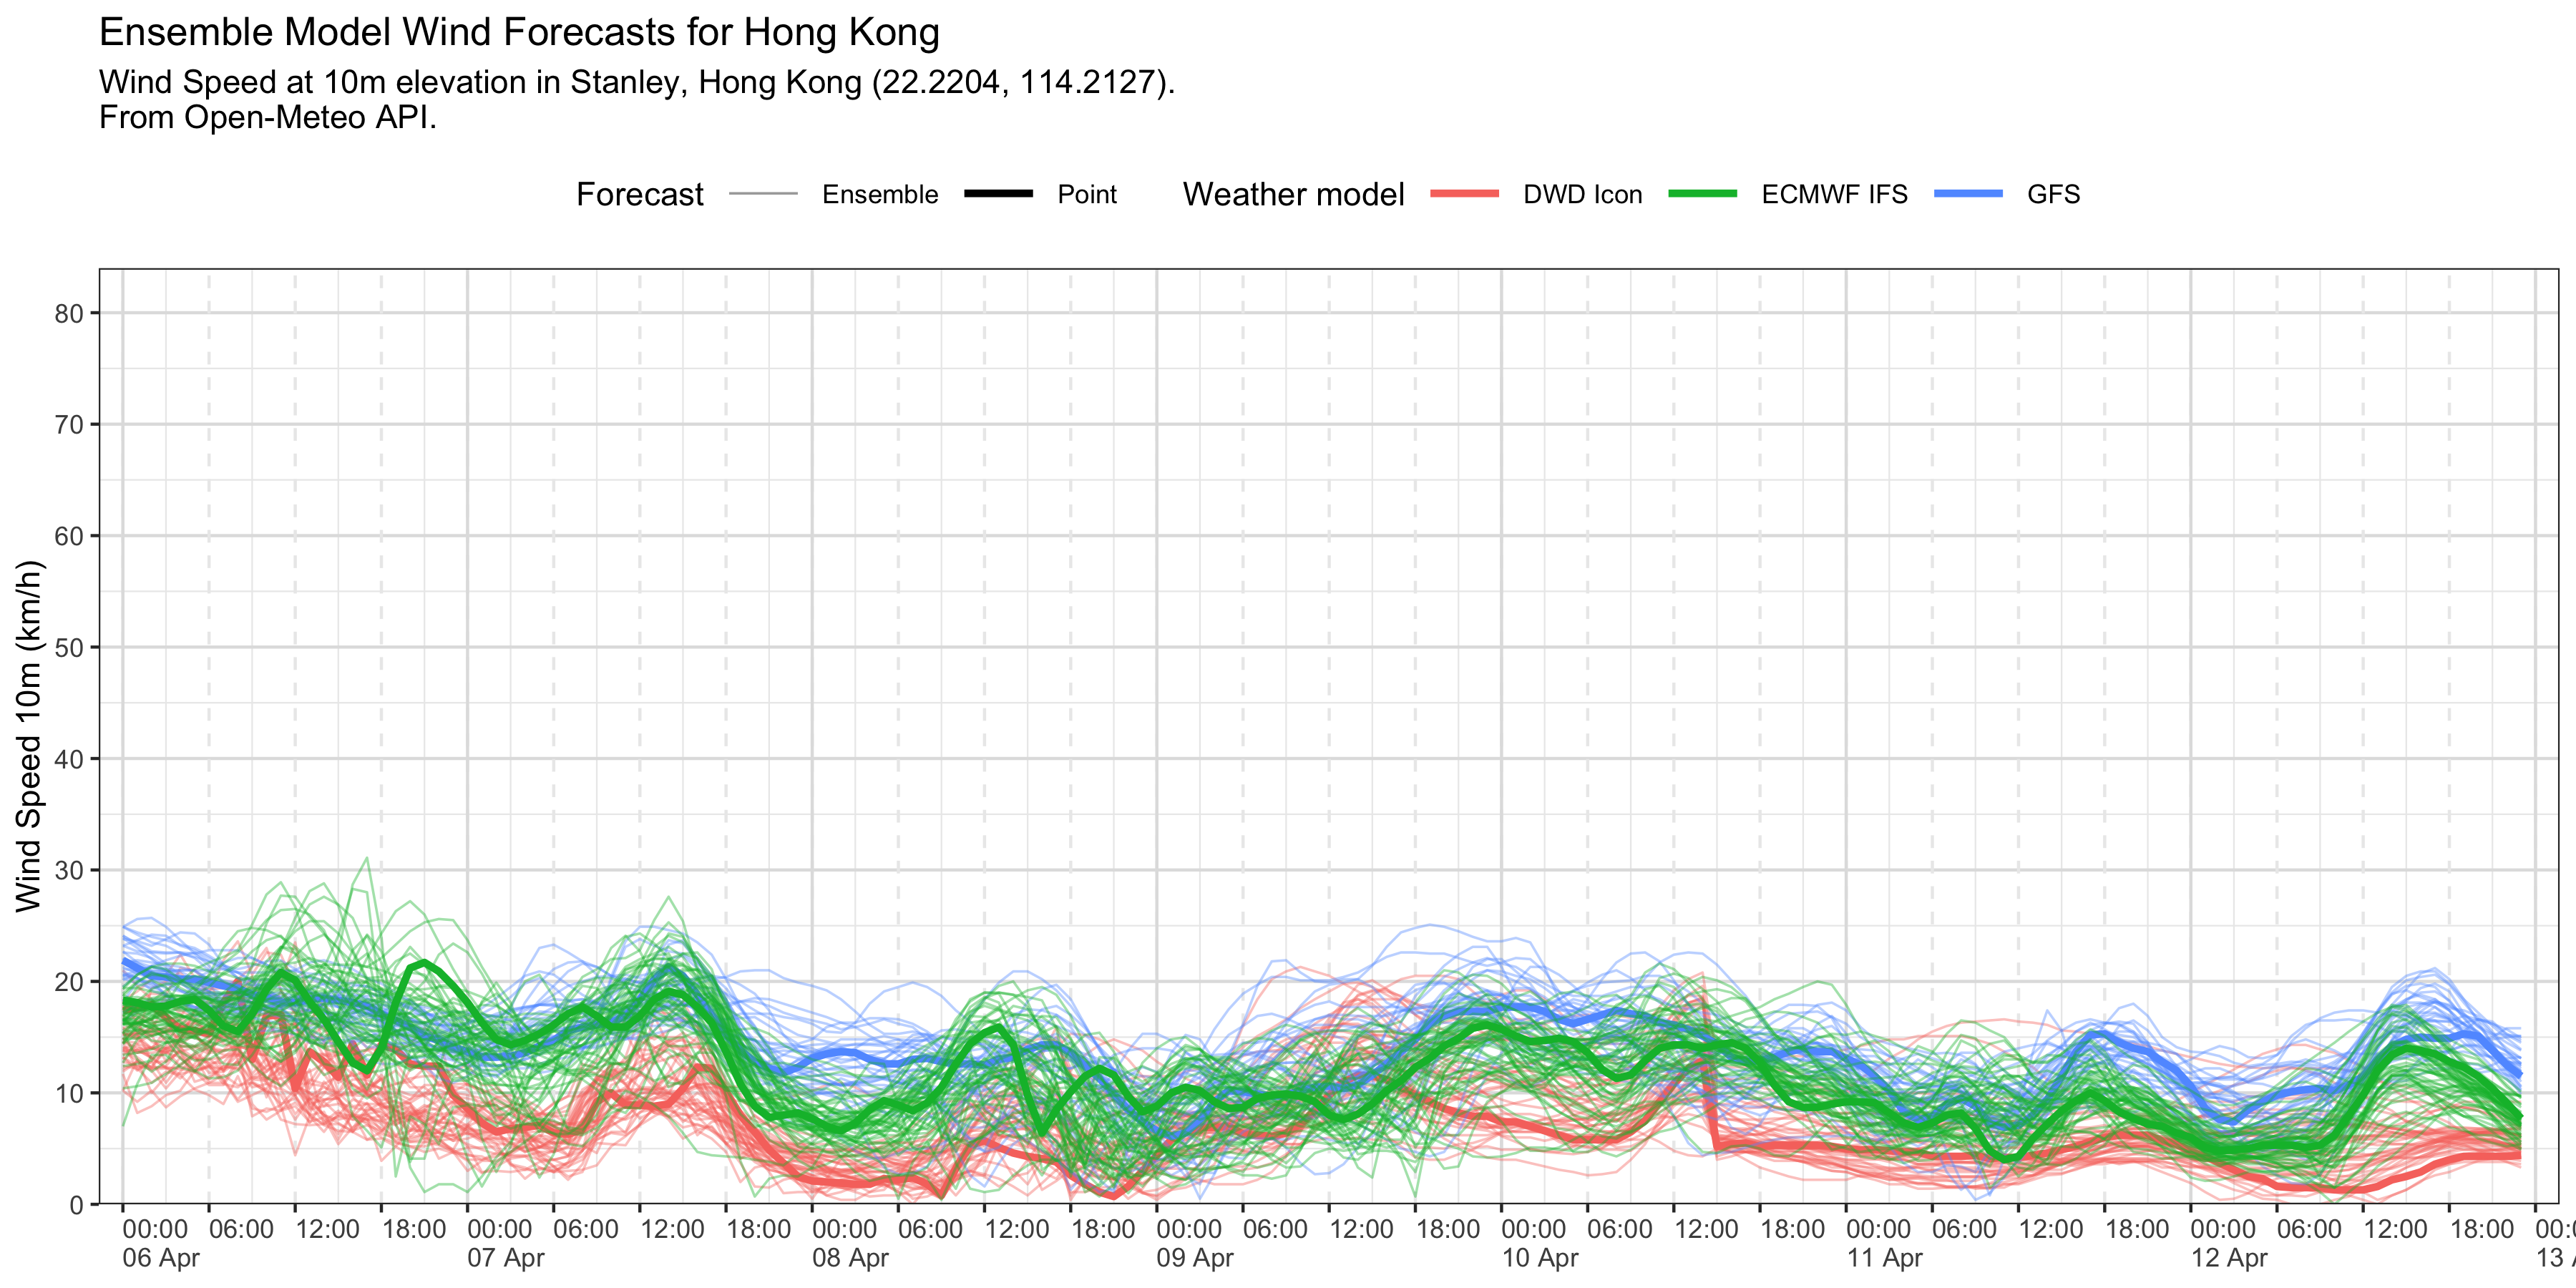 Ensemble Model Wind Forecasts for Hong Kong
Wind Speed at 10m elevation in Stanley, Hong Kong (22.2204, 114.2127).
From Open-Meteo API.
Forecast Ensemble Point Weather model DWD Icon ECMWF IFS GFS
Wind Speed 10m (km/h)
80
70
60
50
40
30
20
10
0
00:00 06:00 12:00 18:00 00:00 06:00 12:00 18:00 00:00 06:00 12:00 18:00 00:00 06:00 12:00 18:00 00:00 06:00 12:00 18:00 00:00 06:00 12:00 18:00 00:00 06:00 12:00 18:00
06 Apr 07 Apr 08 Apr 09 Apr 10 Apr 11 Apr 12 Apr 13